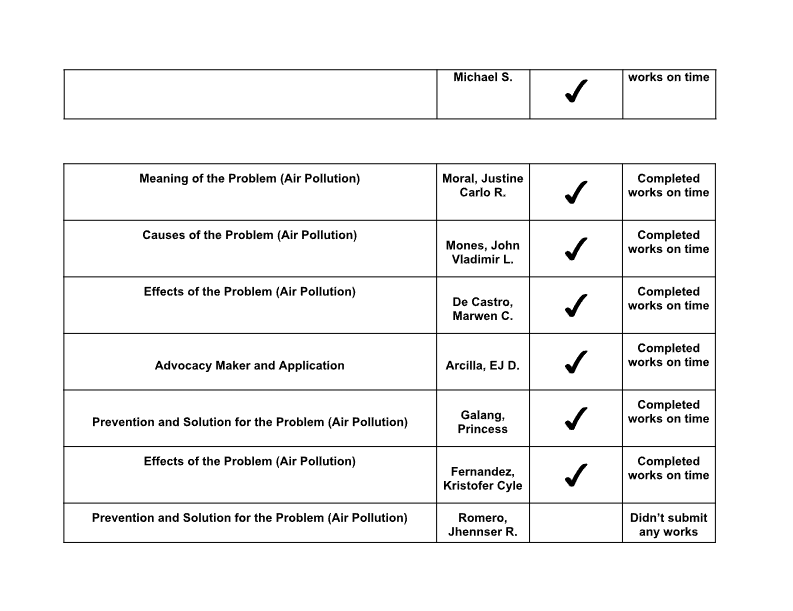 Michael S.
✔
works on time
Meaning of the Problem (Air Pollution)
Moral, Justine
Carlo R.
✔
Completed
works on time
Causes of the Problem (Air Pollution)
Mones, John
Vladimir L.
✔
Completed
works on time
Effects of the Problem (Air Pollution)
De Castro,
Marwen C.
✔
Completed
works on time
Advocacy Maker and Application
Arcilla, EJ D.
✔
Completed
works on time
Prevention and Solution for the Problem (Air Pollution)
Galang,
Princess
✔
Completed
works on time
Effects of the Problem (Air Pollution)
Fernandez,
Kristofer Cyle
✔
Completed
works on time
Prevention and Solution for the Problem (Air Pollution)
Romero,
Jhennser R.
Didn't submit
any works